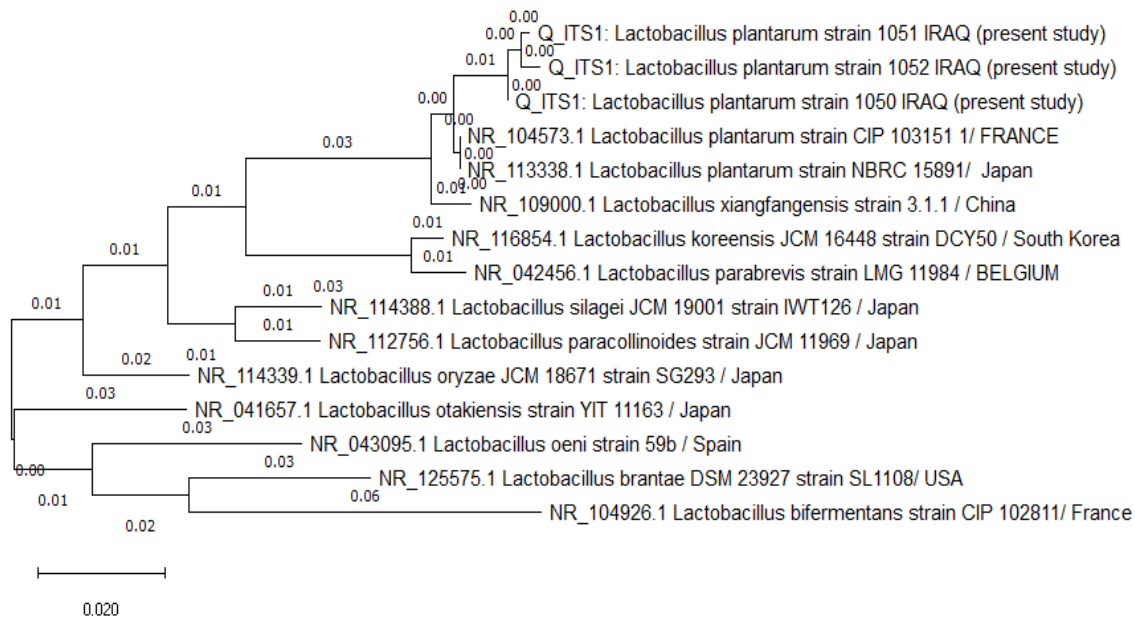 0.00
0.00 Q_ITS1: Lactobacillus plantarum strain 1051 IRAQ (present study)
0.00
0.01 Q_ITS1: Lactobacillus plantarum strain 1052 IRAQ (present study)
0.00
0.00 Q_ITS1: Lactobacillus plantarum strain 1050 IRAQ (present study)
0.00
NR_104573.1 Lactobacillus plantarum strain CIP 103151 1/ FRANCE
0.03 0.00
NR_113338.1 Lactobacillus plantarum strain NBRC 15891/ Japan
0.01 0.01 0.00
NR_109000.1 Lactobacillus xiangfangensis strain 3.1.1 / China
0.01
NR_116854.1 Lactobacillus koreensis JCM 16448 strain DCY50 / South Korea
0.01 0.01
NR_042456.1 Lactobacillus parabrevis strain LMG 11984 / BELGIUM
0.01 0.01 0.03
NR_114388.1 Lactobacillus silagei JCM 19001 strain IWT126 / Japan
0.01
NR_112756.1 Lactobacillus paracollinoides strain JCM 11969 / Japan
0.02 0.01
NR_114339.1 Lactobacillus oryzae JCM 18671 strain SG293 / Japan
0.03
NR_041657.1 Lactobacillus otakiensis strain YIT 11163 / Japan
0.03
NR_043095.1 Lactobacillus oeni strain 59b / Spain
0.00 0.03
NR_125575.1 Lactobacillus brantae DSM 23927 strain SL1108/ USA
0.01 0.06
NR_104926.1 Lactobacillus bifermentans strain CIP 102811/ France
0.02
0.020